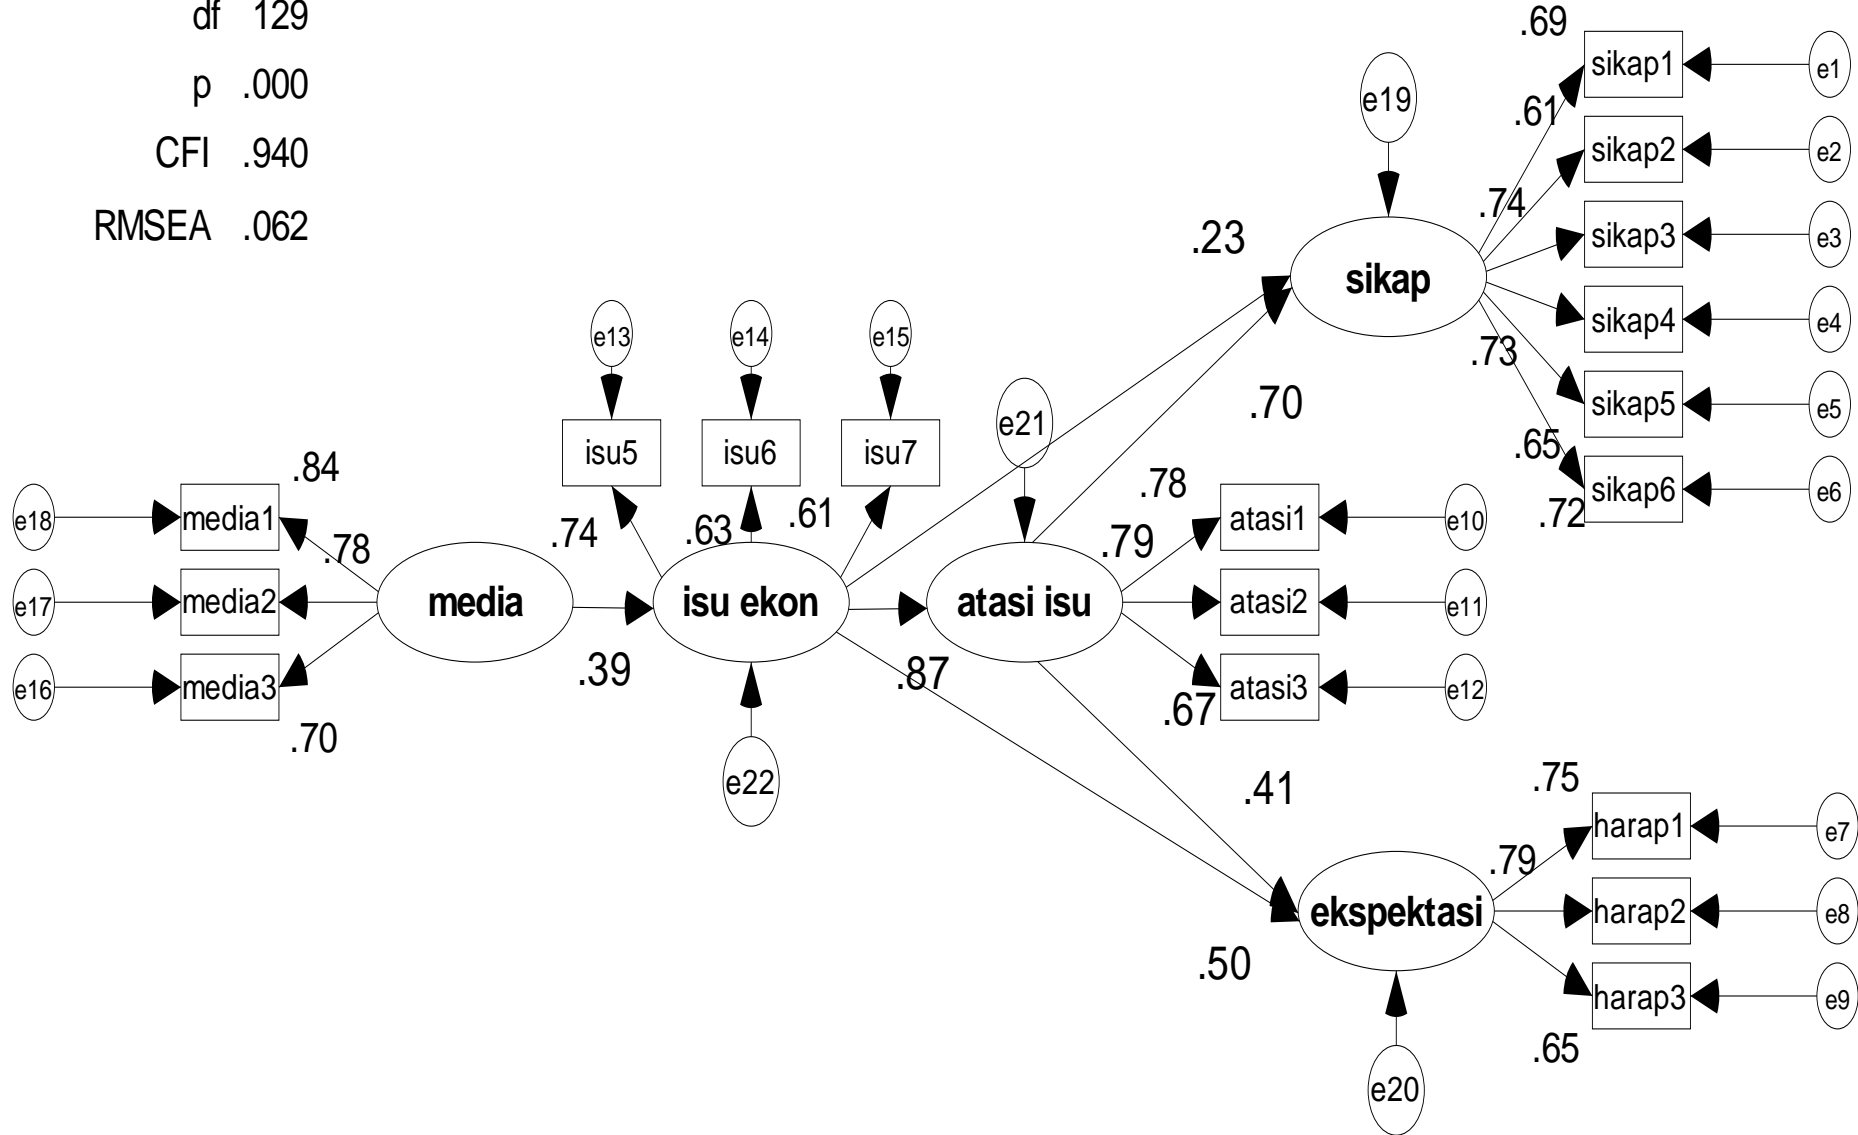 df 129
p .000
CFI .940
RMSEA .062
.69
sikap1
e1
e19
.61
sikap2
e2
.74
sikap3
e3
.23
sikap
sikap4
e4
.73
e13
e14
e15
sikap5
e5
.70
e21
isu5
isu6
isu7
.65
sikap6
e6
.84
.78
.72
e18
media1
.74
.63
.61
.79
atasi1
e10
.78
e17
media2
media
isu ekon
atasi isu
atasi2
e11
e16
media3
.39
.87
.67
atasi3
e12
.70
e22
.41
.75
harap1
e7
.79
ekspektasi
harap2
e8
.50
harap3
e9
.65
e20